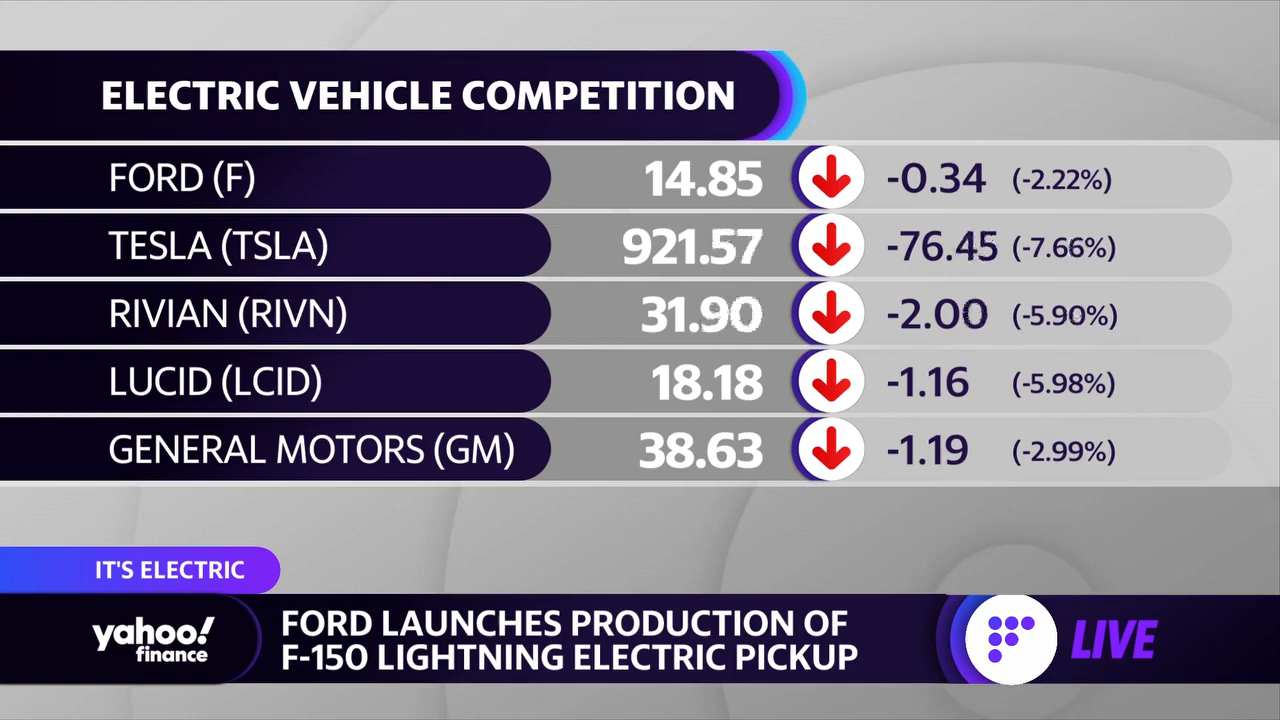 ELECTRIC VEHICLE COMPETITION
FORD (F) 14.85 -0.34 (-2.22%)
TESLA (TSLA) 921.57 -76.45 (-7.66%)
RIVIAN (RIVN) 31.90 -2.00 (-5.90%)
LUCID (LCID) 18.18 -1.16 (-5.98%)
GENERAL MOTORS (GM) 38.63 -1.19 (-2.99%)
IT'S ELECTRIC
yahoo!
finance
FORD LAUNCHES PRODUCTION OF
F-150 LIGHTNING ELECTRIC PICKUP
LIVE